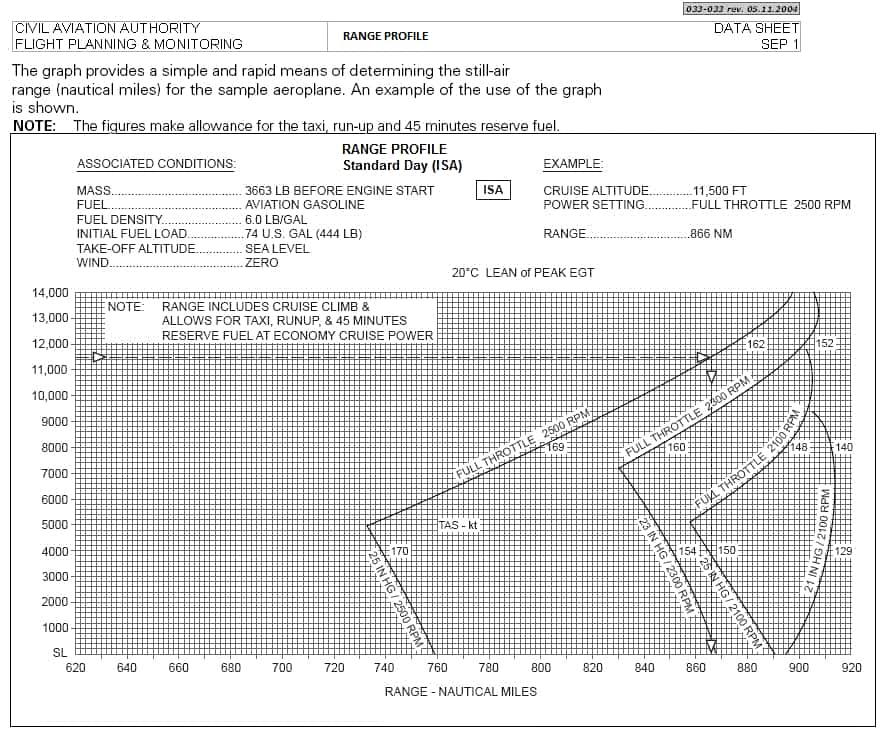 033-033 rev. 05.11.2004
CIVIL AVIATION AUTHORITY
FLIGHT PLANNING & MONITORING
RANGE PROFILE
DATA SHEET
SEP 1
The graph provides a simple and rapid means of determining the still-air
range (nautical miles) for the sample aeroplane. An example of the use of the graph
is shown.
NOTE: The figures make allowance for the taxi, run-up and 45 minutes reserve fuel.
RANGE PROFILE
Standard Day (ISA)
ASSOCIATED CONDITIONS:
MASS............................... 3663 LB BEFORE ENGINE START
FUEL................................ AVIATION GASOLINE
FUEL DENSITY................... 6.0 LB/GAL
INITIAL FUEL LOAD.............74 U.S. GAL (444 LB)
TAKE-OFF ALTITUDE........... SEA LEVEL
WIND................................ ZERO
ISA
EXAMPLE:
CRUISE ALTITUDE...........11,500 FT
POWER SETTING............FULL THROTTLE 2500 RPM
RANGE..........................866 NM
20°C LEAN of PEAK EGT
NOTE: RANGE INCLUDES CRUISE CLIMB &
ALLOWS FOR TAXI, RUNUP, & 45 MINUTES
RESERVE FUEL AT ECONOMY CRUISE POWER
14,000
13,000
12,000
11,000
10,000
9000
8000
7000
6000
5000
4000
3000
2000
1000
SL
162
152
FULL THROTTLE 2500 RPM
169
FULL THROTTLE 2300 RPM
160
FULL THROTTLE 2100 RPM
148
140
TAS - kt
170
25 IN HG / 2500 RPM
23 IN HG / 2300 RPM
154
150
25 IN HG / 2100 RPM
21 IN HG / 2100 RPM
129
620 640 660 680 700 720 740 760 780 800 820 840 860 880 900 920
RANGE - NAUTICAL MILES